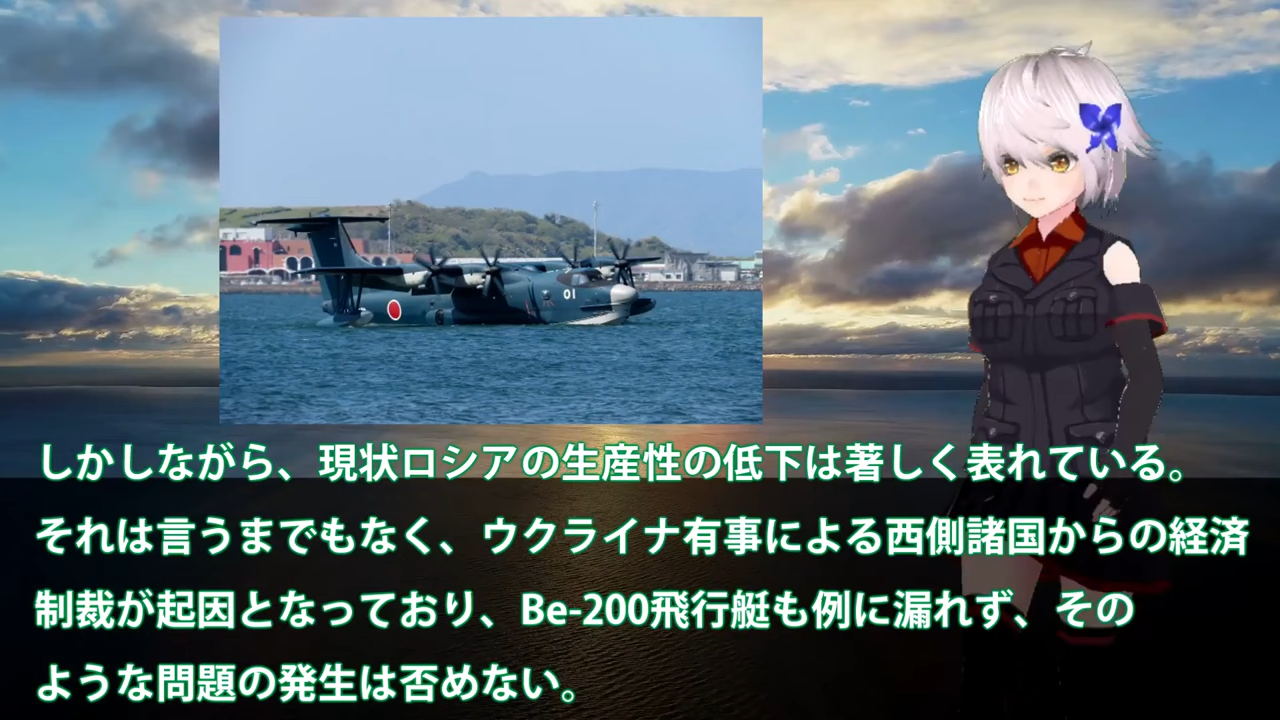 01
しかしながら、現状ロシアの生産性の低下は著しく表れている。
それは言うまでもなく、ウクライナ有事による西側諸国からの経済
制裁が起因となっており、Be-200飛行艇も例に漏れず、その
ような問題の発生は否めない。